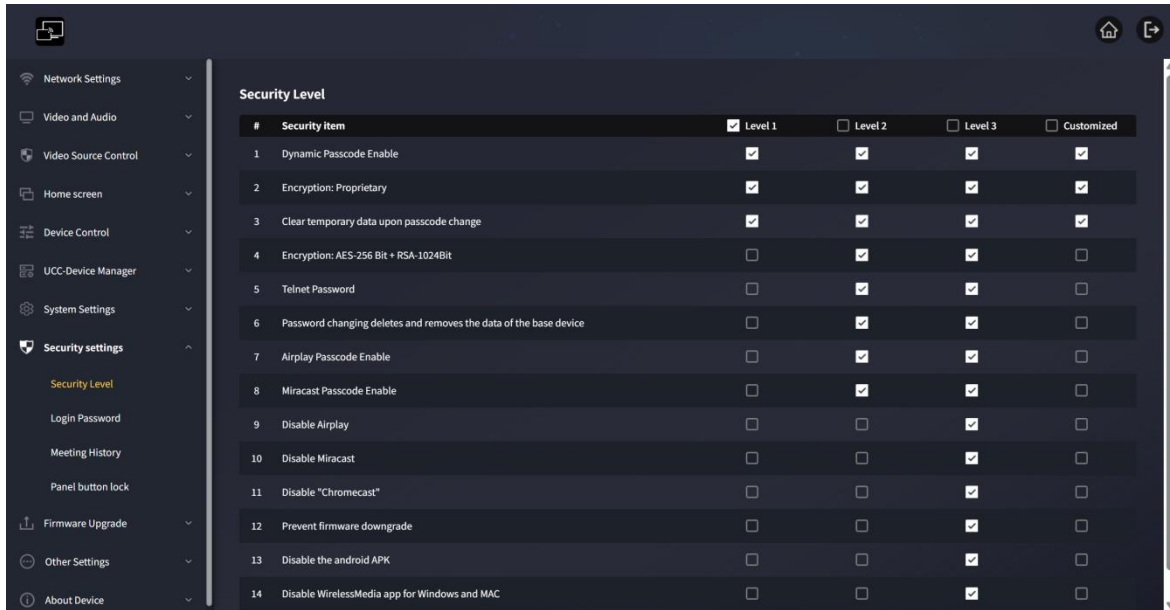 Network Settings
Video and Audio
Video Source Control
Home screen
Device Control
UCC-Device Manager
System Settings
Security settings
Security Level
Login Password
Meeting History
Panel button lock
Firmware Upgrade
Other Settings
About Device
Security Level
# Security item Level 1 Level 2 Level 3 Customized
1 Dynamic Passcode Enable
2 Encryption: Proprietary
3 Clear temporary data upon passcode change
4 Encryption: AES-256 Bit + RSA-1024Bit
5 Telnet Password
6 Password changing deletes and removes the data of the base device
7 Airplay Passcode Enable
8 Miracast Passcode Enable
9 Disable Airplay
10 Disable Miracast
11 Disable "Chromecast"
12 Prevent firmware downgrade
13 Disable the android APK
14 Disable WirelessMedia app for Windows and MAC